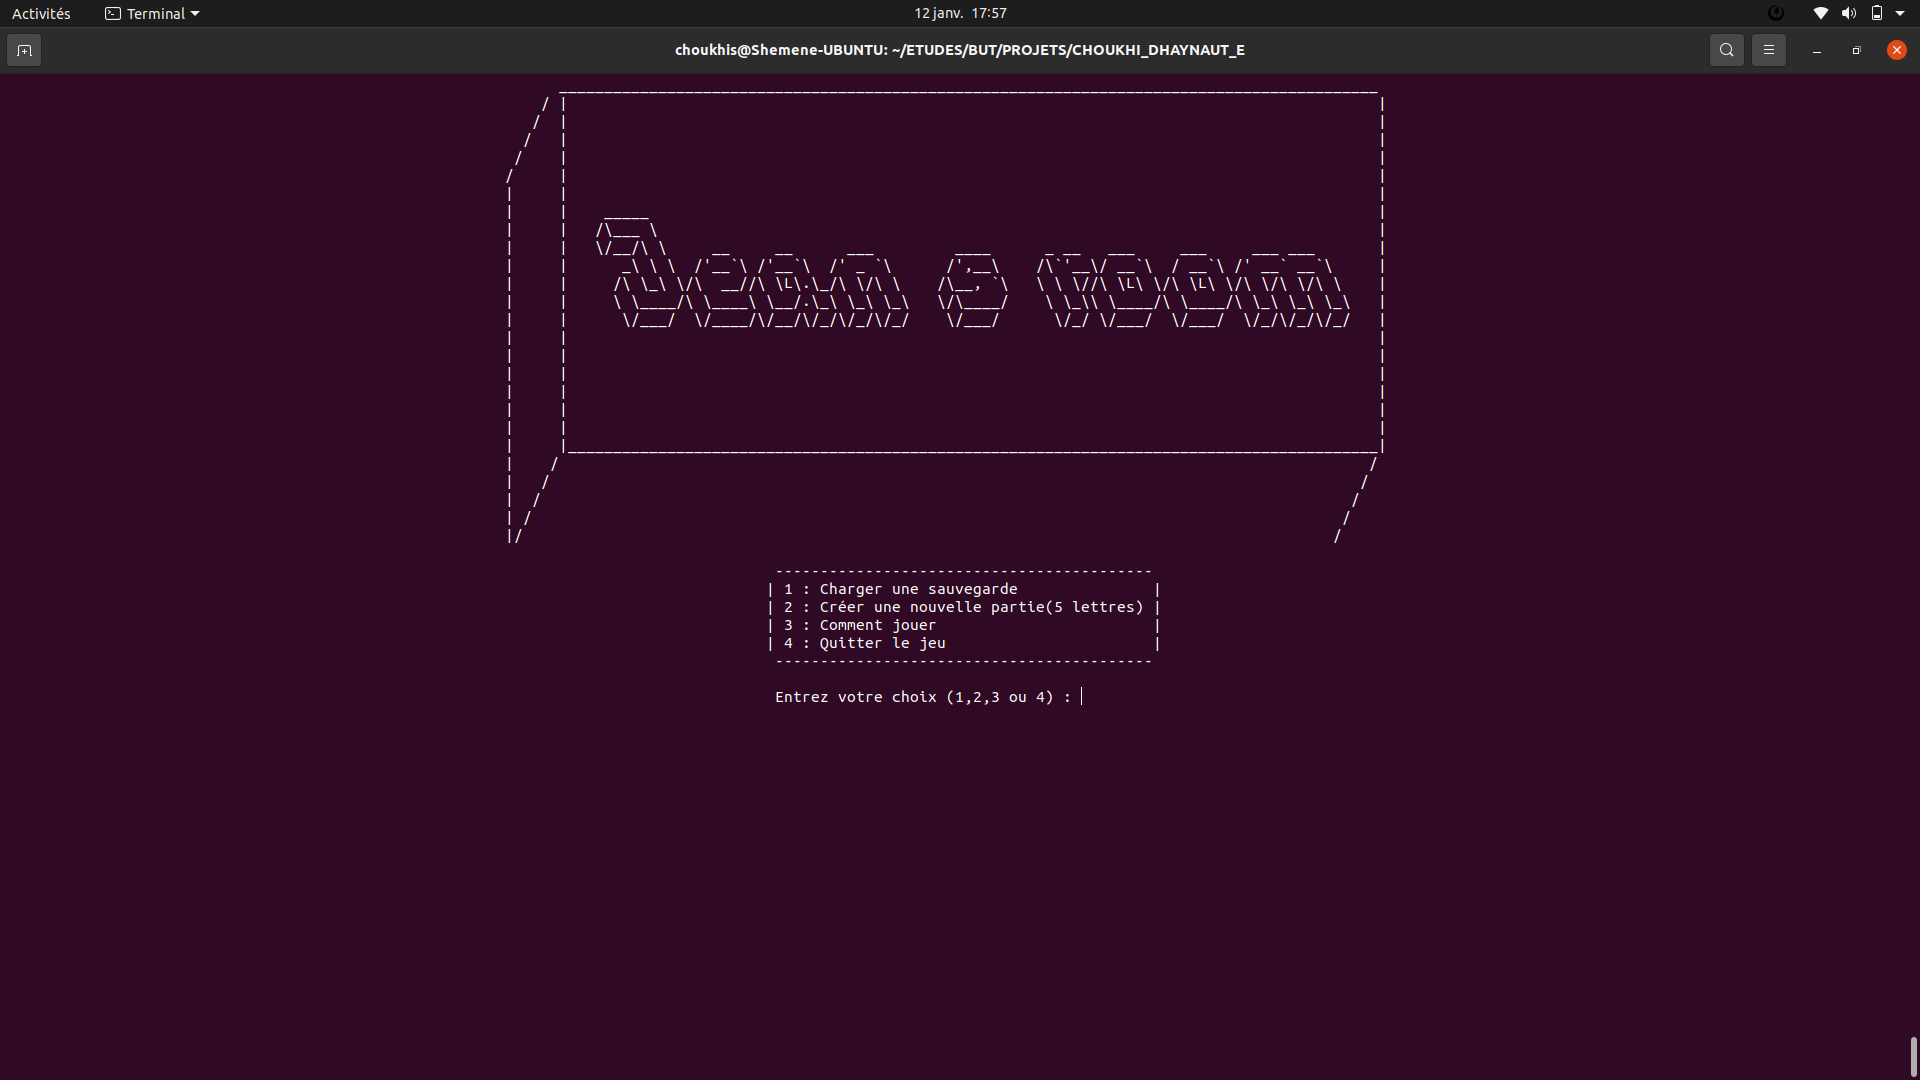 Activités
Terminal
12 janv. 17:57
choukhis@Shemene-UBUNTU: ~/ETUDES/BUT/PROJETS/CHOUKHI_DHAYNAUT_E
Jean s room
1 : Charger une sauvegarde
2 : Créer une nouvelle partie(5 lettres)
3 : Comment jouer
4 : Quitter le jeu
Entrez votre choix (1,2,3 ou 4) :